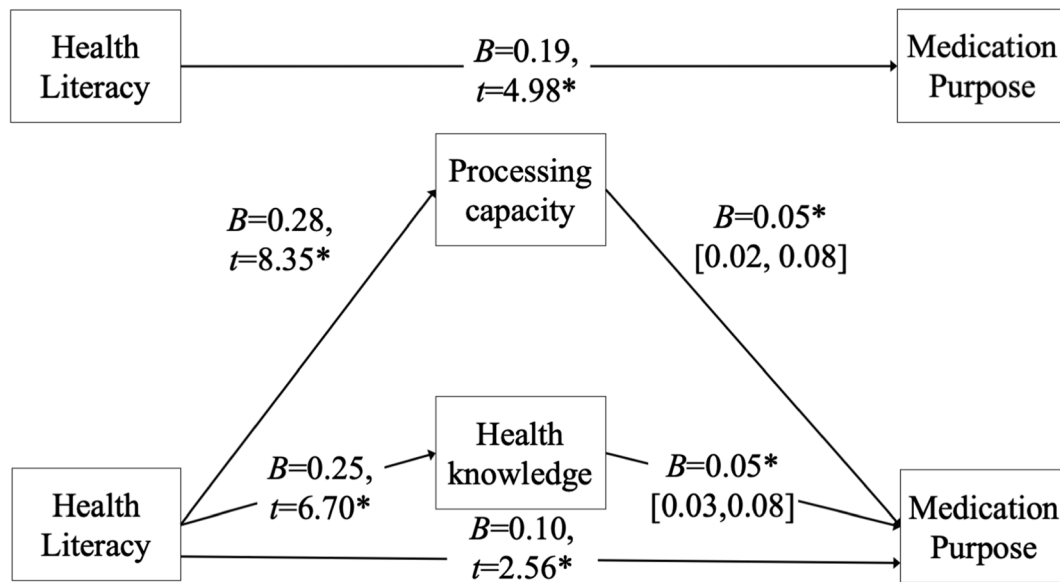 Health
Literacy
B=0.19,
t=4.98*
Medication
Purpose
Processing
capacity
B=0.28,
t=8.35*
B=0.05*
[0.02, 0.08]
Health
knowledge
B=0.25,
t=6.70*
B=0.05*
[0.03,0.08]
Health
Literacy
B=0.10,
t=2.56*
Medication
Purpose